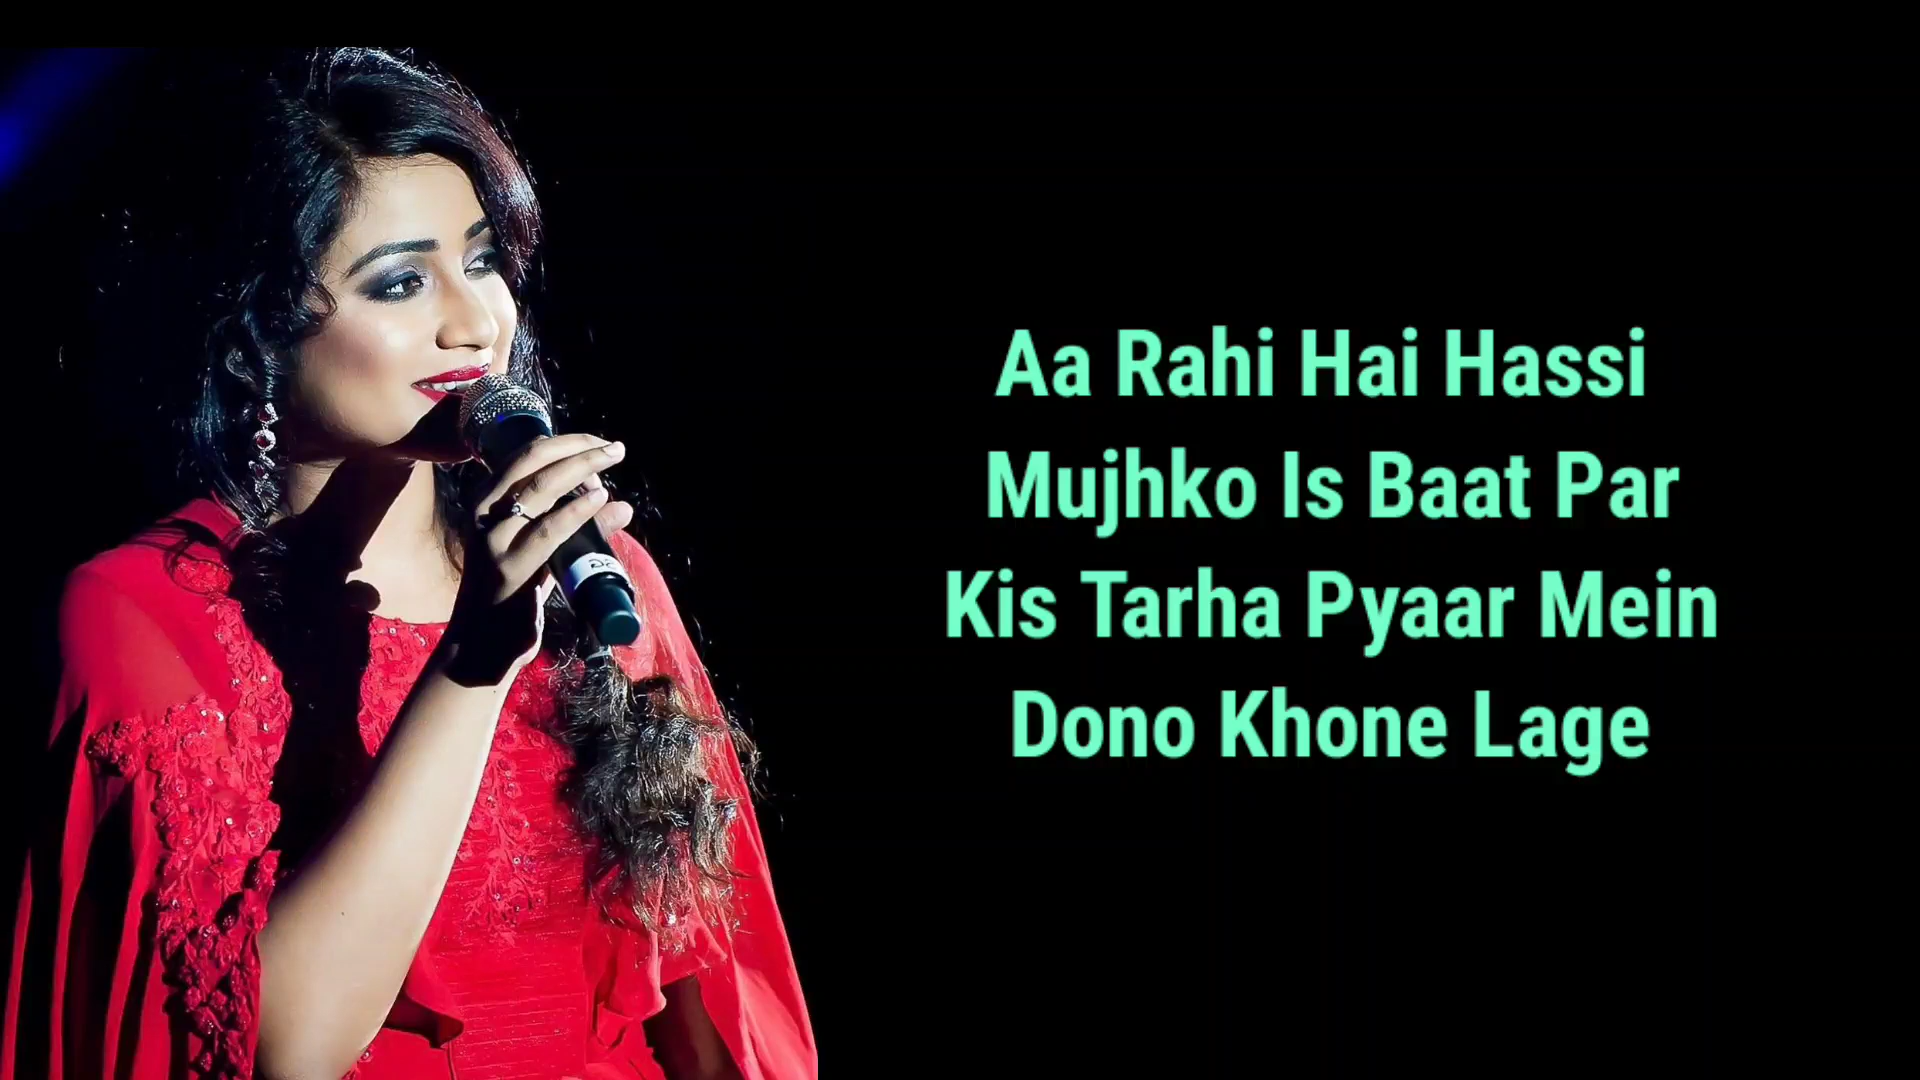 Aa Rahi Hai Hassi
Mujhko Is Baat Par
Kis Tarha Pyaar Mein
Dono Khone Lage